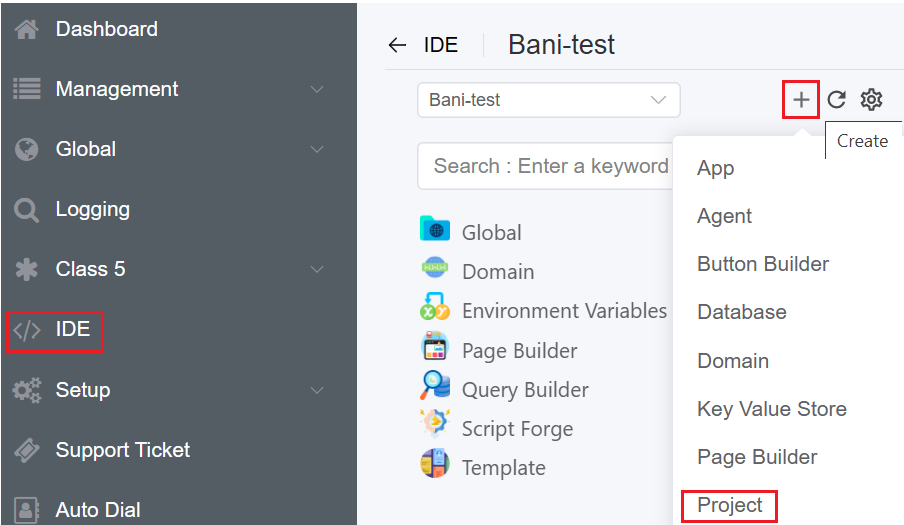 Dashboard
Management
Global
Logging
Class 5
IDE
Setup
Support Ticket
Auto Dial
IDE
Bani-test
Bani-test
Create
Search : Enter a keyword
Global
Domain
Environment Variables
Page Builder
Query Builder
Script Forge
Template
App
Agent
Button Builder
Database
Domain
Key Value Store
Page Builder
Project